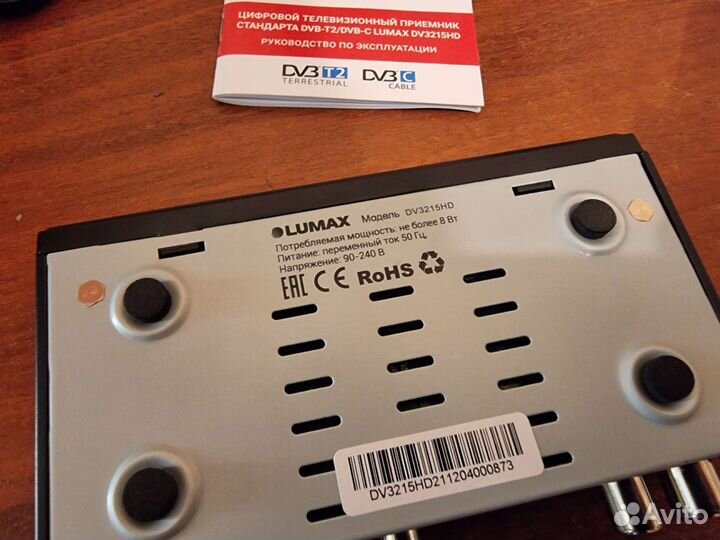 ЦИФРОВОЙ ТЕЛЕВИЗИОННЫЙ ПРИЕМНИК
СТАНДАРТА DVB-T2/DVB-C LUMAX DV3215HD
РУКОВОДСТВО ПО ЭКСПЛУАТАЦИИ
DVB T2
TERRESTRIAL
DVB C
CABLE
LUMAX Модель DV3215HD
Потребляемая мощность: не более 8 Вт
Питание: переменный ток 50 Гц,
Напряжение: 90-240 В
EAC CE RoHS
DV3215HD211204000873
Avito